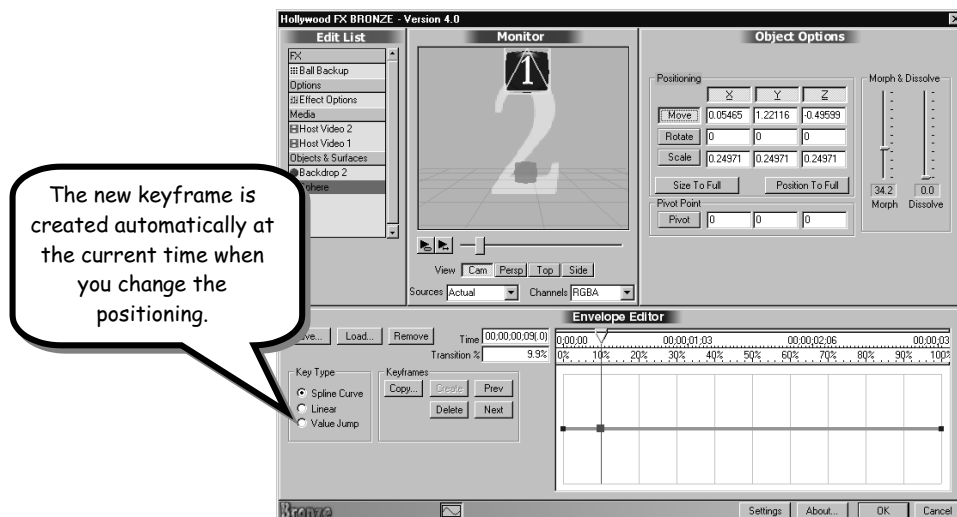 Hollywood FX BRONZE - Version 4.0
Edit List
FX
Ball Backup
Options
Effect Options
Media
Host Video 2
Host Video 1
Objects & Surfaces
Backdrop 2
Monitor
1
2
View Cam Persp Top Side
Sources Actual Channels RGBA
Object Options
Positioning
X Y Z
Move 0.05465 1.22116 -0.49599
Rotate 0 0 0
Scale 0.24971 0.24971 0.24971
Size To Full Position To Full
Pivot Point
Pivot 0 0 0
Morph & Dissolve
34.2 0.0
Morph Dissolve
The new keyframe is
created automatically at
the current time when
you change the
positioning.
Envelope Editor
Load... Remove Time 00;00;00;09(.0)
Transition % 9.9%
Key Type
Spline Curve
Linear
Value Jump
Keyframes
Copy... Create Prev
Delete Next
0;00;00 00;00;01;03 00;00;02;06 00;00;03
0% 10% 20% 30% 40% 50% 60% 70% 80% 90% 100%
Bronze
Settings About... OK Cancel